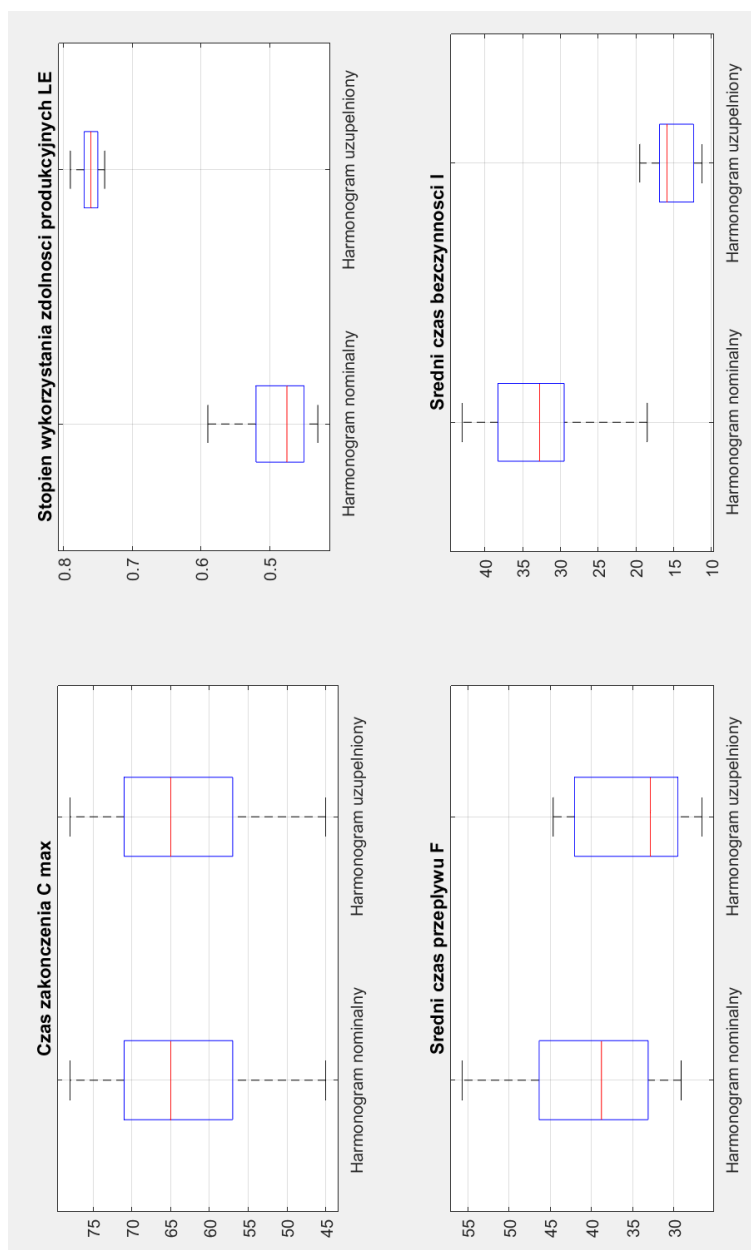 Czas zakonczenia C max
75
70
65
60
55
50
45
Harmonogram nominalny
Harmonogram uzupelniony
Stopien wykorzystania zdolnosci produkcyjnych LE
0.8
0.7
0.6
0.5
Harmonogram nominalny
Harmonogram uzupelniony
Sredni czas przeplywu F
55
50
45
40
35
30
Harmonogram nominalny
Harmonogram uzupelniony
Sredni czas bezczynnosci I
40
35
30
25
20
15
10
Harmonogram nominalny
Harmonogram uzupelniony